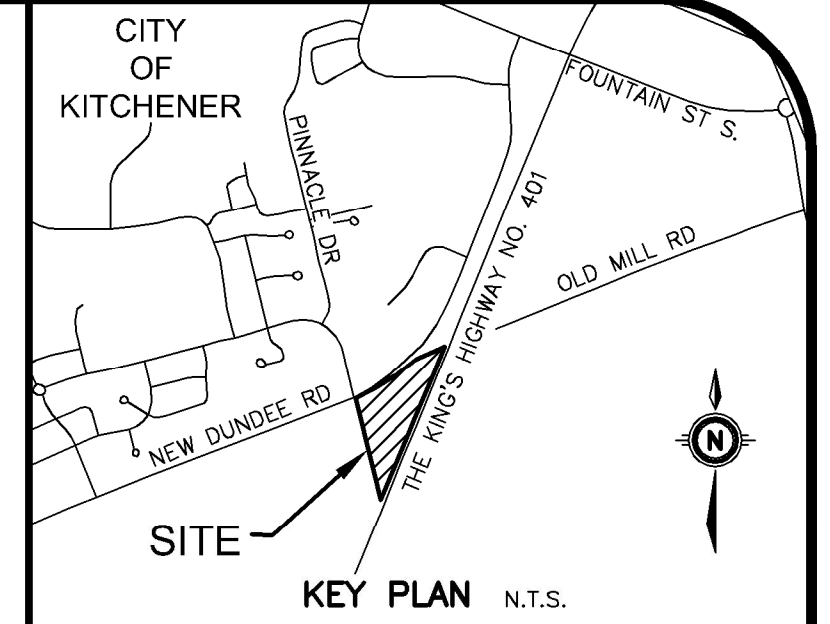 CITY
OF
KITCHENER
FOUNTAIN ST S.
PINNACLE DR
THE KING'S HIGHWAY NO. 401
OLD MILL RD
NEW DUNDEE RD
N
SITE
KEY PLAN N.T.S.